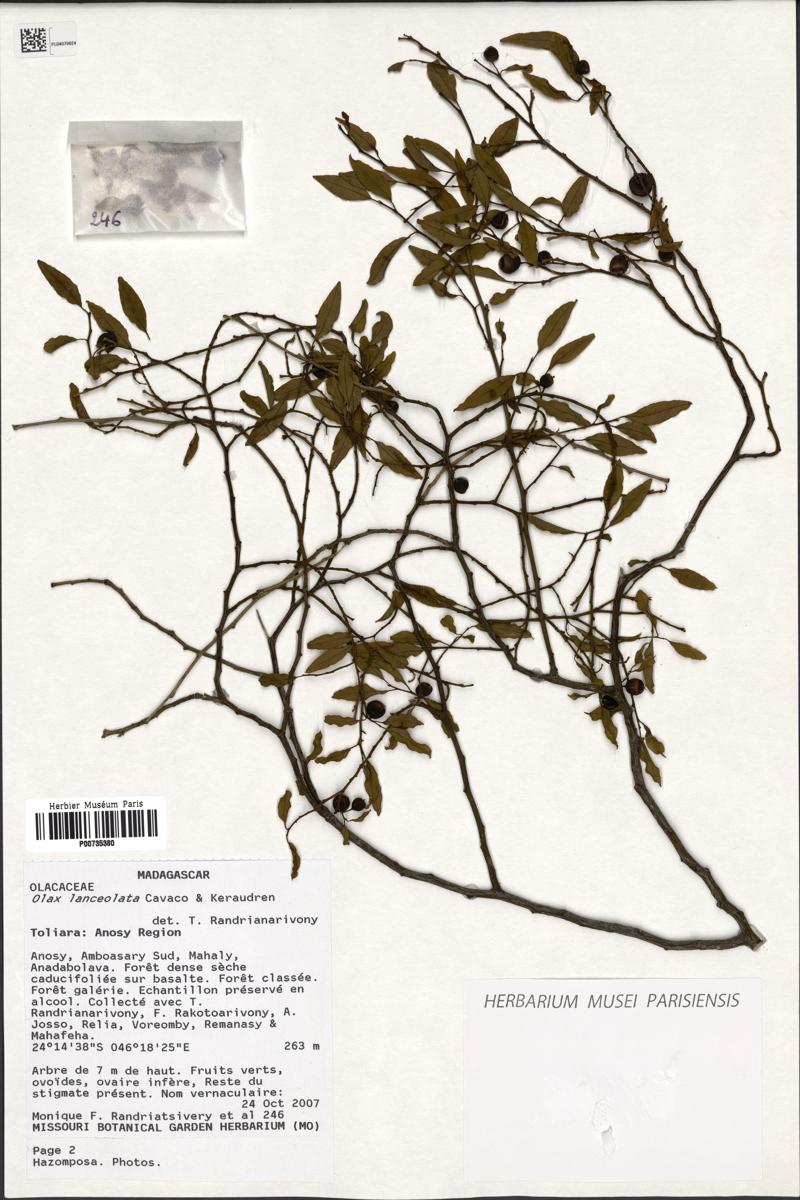 PLU4370024
246
Herbier Muséum Paris
P00735380
MADAGASCAR
OLACACEAE
Olax lanceolata Cavaco & Keraudren
det. T. Randrianarivony
Toliara: Anosy Region
Anosy, Amboasary Sud, Mahaly,
Anadabolava. Forêt dense sèche
caducifoliée sur basalte. Forêt classée.
Forêt galérie. Echantillon préservé en
alcool. Collecté avec T.
Randrianarivony, F. Rakotoarivony, A.
Josso, Relia, Voreomby, Remanasy &
Mahafeha.
24°14'38"S 046°18'25"E 263 m
Arbre de 7 m de haut. Fruits verts,
ovoïdes, ovaire infère, Reste du
stigmate présent. Nom vernaculaire:
24 Oct 2007
Monique F. Randriatsivery et al 246
MISSOURI BOTANICAL GARDEN HERBARIUM (MO)
Page 2
Hazomposa. Photos.
HERBARIUM MUSEI PARISIENSIS